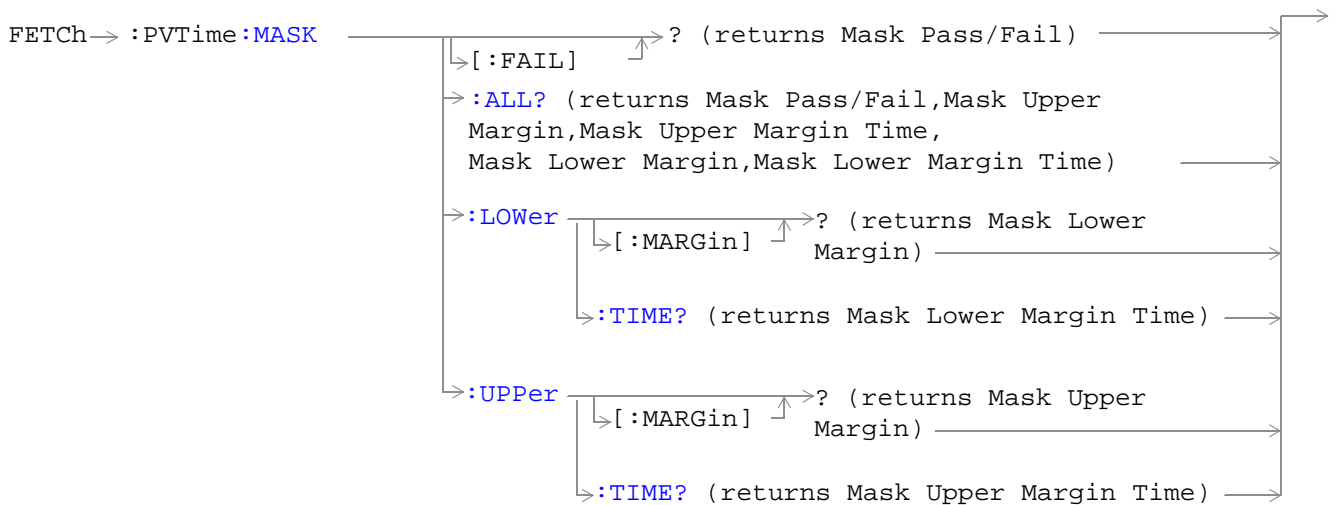 FETCh :PVTime:MASK ? (returns Mask Pass/Fail)
[:FAIL]
:ALL? (returns Mask Pass/Fail,Mask Upper
Margin,Mask Upper Margin Time,
Mask Lower Margin,Mask Lower Margin Time)
:LOWer ? (returns Mask Lower
[:MARGin] Margin)
:TIME? (returns Mask Lower Margin Time)
:UPPer ? (returns Mask Upper
[:MARGin] Margin)
:TIME? (returns Mask Upper Margin Time)